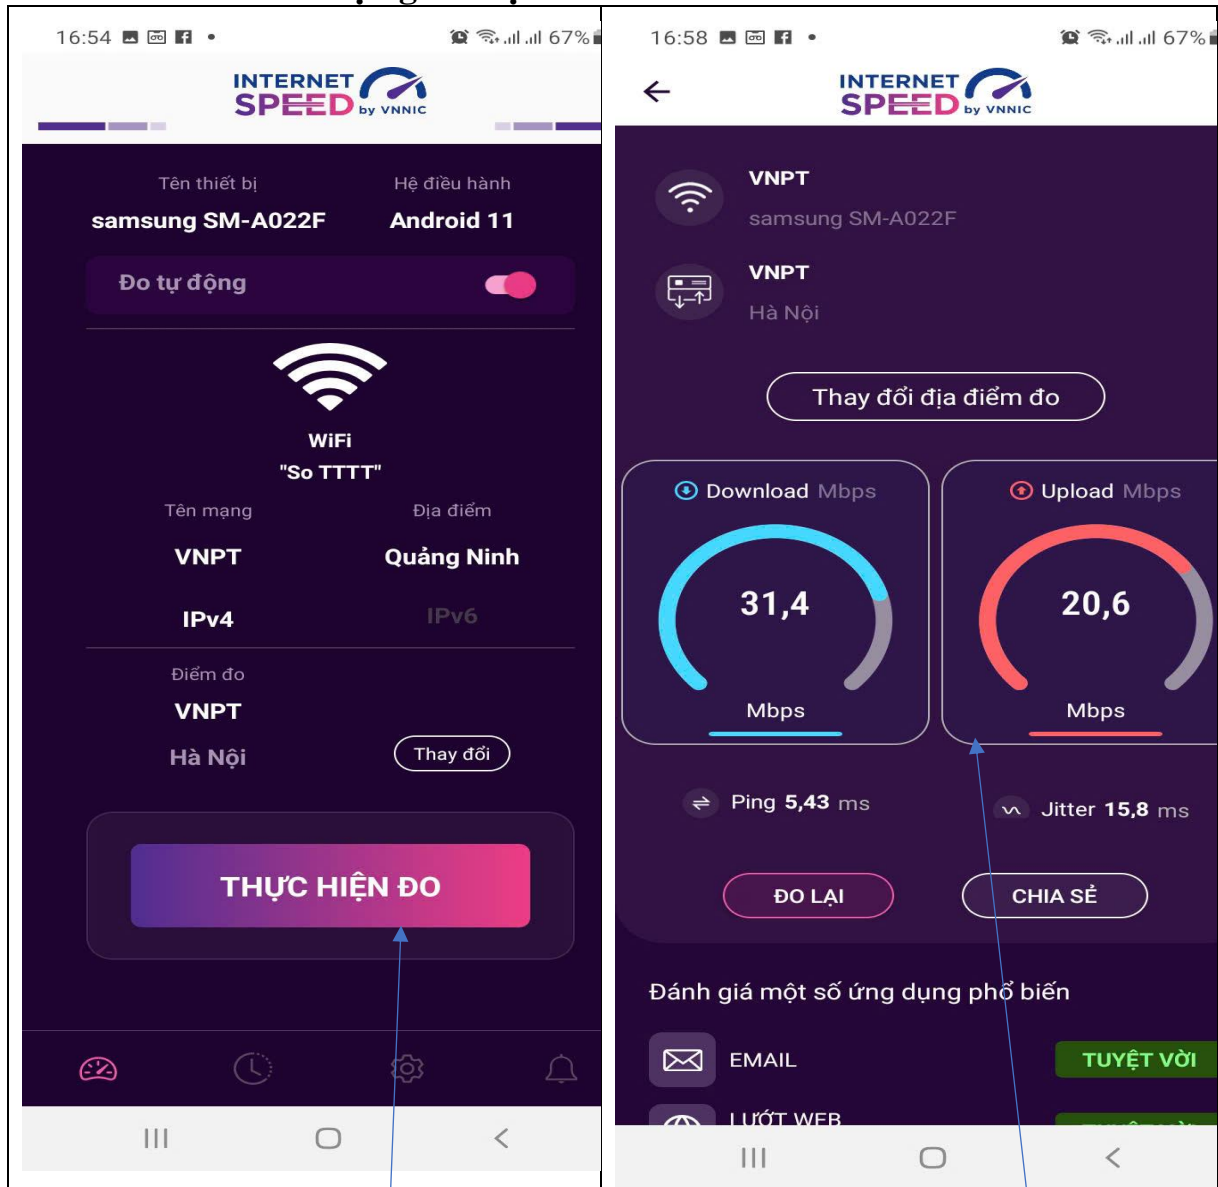 16:54
67%
INTERNET
SPEED by VNNIC
Tên thiết bị Hệ điều hành
samsung SM-A022F Android 11
Đo tự động
WiFi
"So TTTT"
Tên mạng Địa điểm
VNPT Quảng Ninh
IPv4 IPv6
Điểm đo
VNPT
Hà Nội Thay đổi
THỰC HIỆN ĐO
16:58
67%
INTERNET
SPEED by VNNIC
VNPT
samsung SM-A022F
VNPT
Hà Nội
Thay đổi địa điểm đo
Download Mbps Upload Mbps
31,4 20,6
Mbps Mbps
Ping 5,43 ms Jitter 15,8 ms
ĐO LẠI CHIA SẺ
Đánh giá một số ứng dụng phổ biến
EMAIL TUYỆT VỜI
LƯỚT WEB